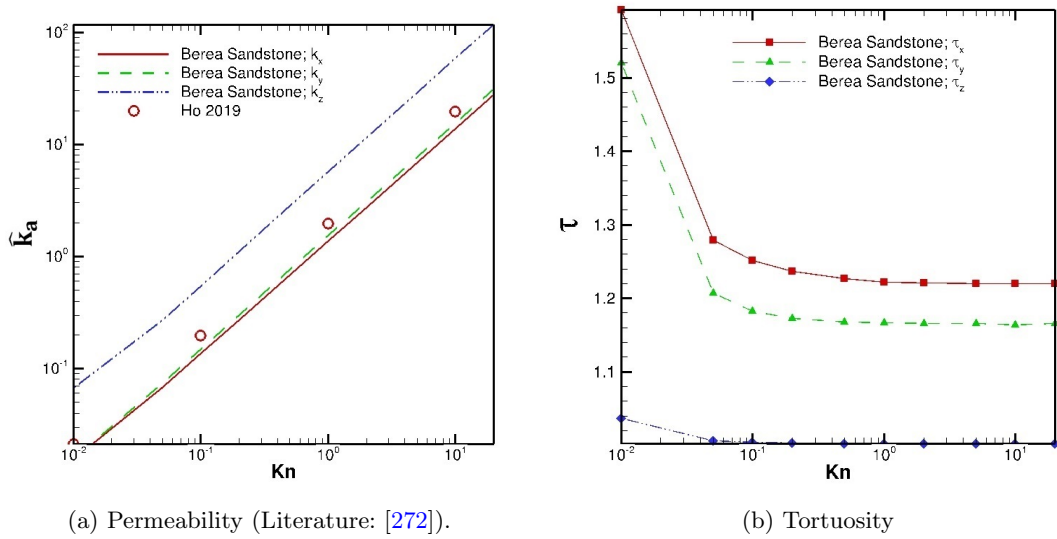 Berea Sandstone; kx
Berea Sandstone; ky
Berea Sandstone; kz
Ho 2019
k̂a
10²
10¹
10⁰
10⁻¹
10⁻² 10⁻¹ 10⁰ 10¹
Kn
(a) Permeability (Literature: [272]).
Berea Sandstone; τx
Berea Sandstone; τy
Berea Sandstone; τz
τ
1.5
1.4
1.3
1.2
1.1
10⁻² 10⁻¹ 10⁰ 10¹
Kn
(b) Tortuosity